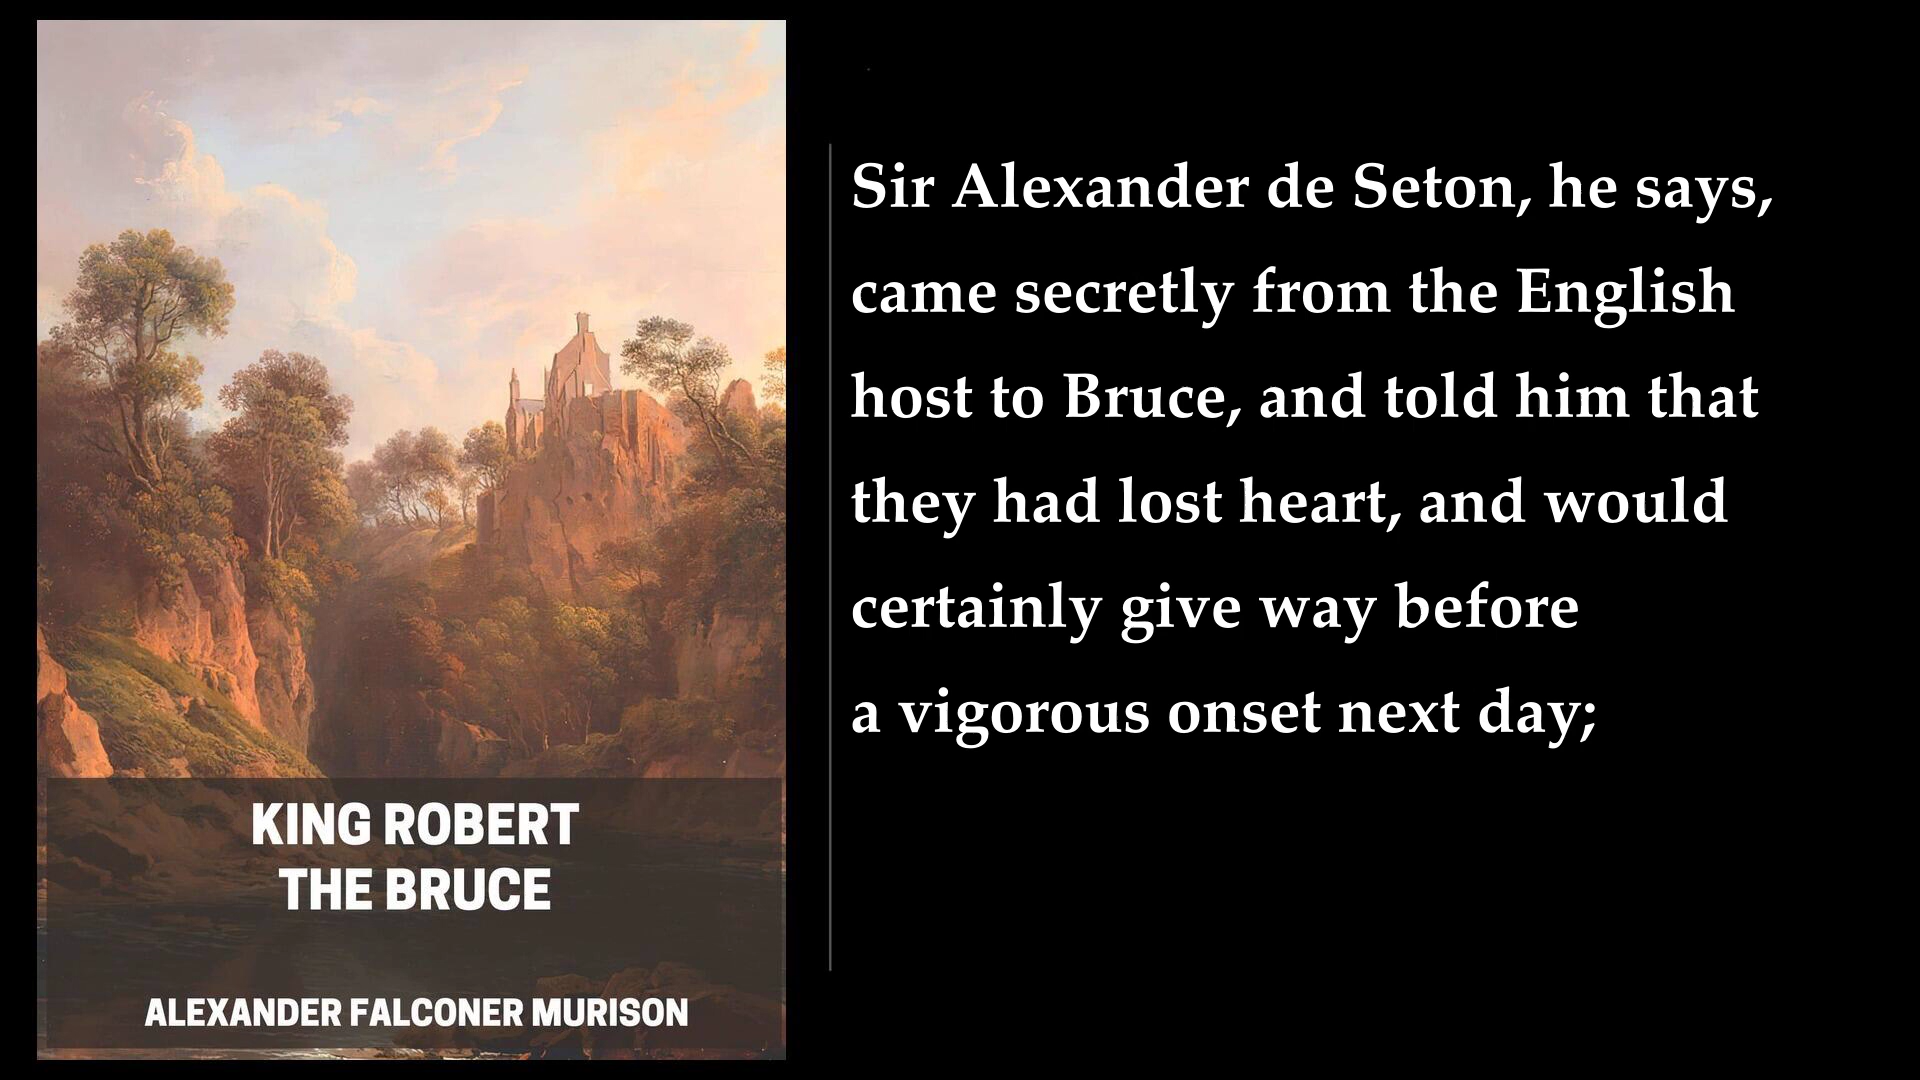 KING ROBERT
THE BRUCE
ALEXANDER FALCONER MURISON
Sir Alexander de Seton, he says,
came secretly from the English
host to Bruce, and told him that
they had lost heart, and would
certainly give way before
a vigorous onset next day;